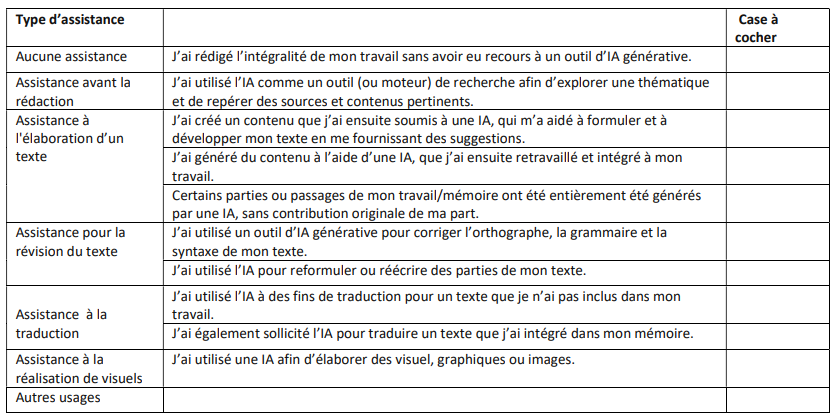 Type d’assistance
Case à
cocher
Aucune assistance
J’ai rédigé l’intégralité de mon travail sans avoir eu recours à un outil d’IA générative.
Assistance avant la
rédaction
J’ai utilisé l’IA comme un outil (ou moteur) de recherche afin d’explorer une thématique
et de repérer des sources et contenus pertinents.
Assistance à
l'élaboration d’un
texte
J’ai créé un contenu que j’ai ensuite soumis à une IA, qui m’a aidé à formuler et à
développer mon texte en me fournissant des suggestions.
J’ai généré du contenu à l’aide d’une IA, que j’ai ensuite retravaillé et intégré à mon
travail.
Certains parties ou passages de mon travail/mémoire ont été entièrement été générés
par une IA, sans contribution originale de ma part.
Assistance pour la
révision du texte
J’ai utilisé un outil d’IA générative pour corriger l’orthographe, la grammaire et la
syntaxe de mon texte.
J’ai utilisé l’IA pour reformuler ou réécrire des parties de mon texte.
Assistance à la
traduction
J’ai utilisé l’IA à des fins de traduction pour un texte que je n’ai pas inclus dans mon
travail.
J’ai également sollicité l’IA pour traduire un texte que j’ai intégré dans mon mémoire.
Assistance à la
réalisation de visuels
J’ai utilisé une IA afin d’élaborer des visuel, graphiques ou images.
Autres usages